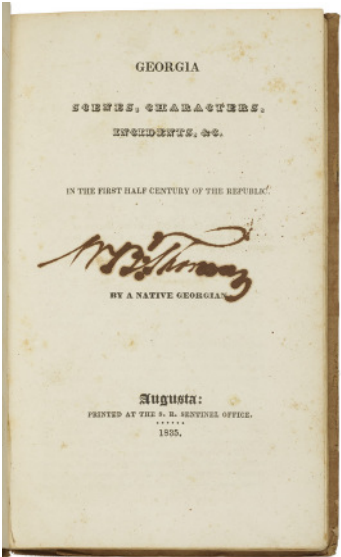 GEORGIA
SCENES, CHARACTERS,
INCIDENTS, &C.
IN THE FIRST HALF CENTURY OF THE REPUBLIC.
W B Thomas
BY A NATIVE GEORGIAN
Augusta:
PRINTED AT THE S. R. SENTINEL OFFICE.
1835.